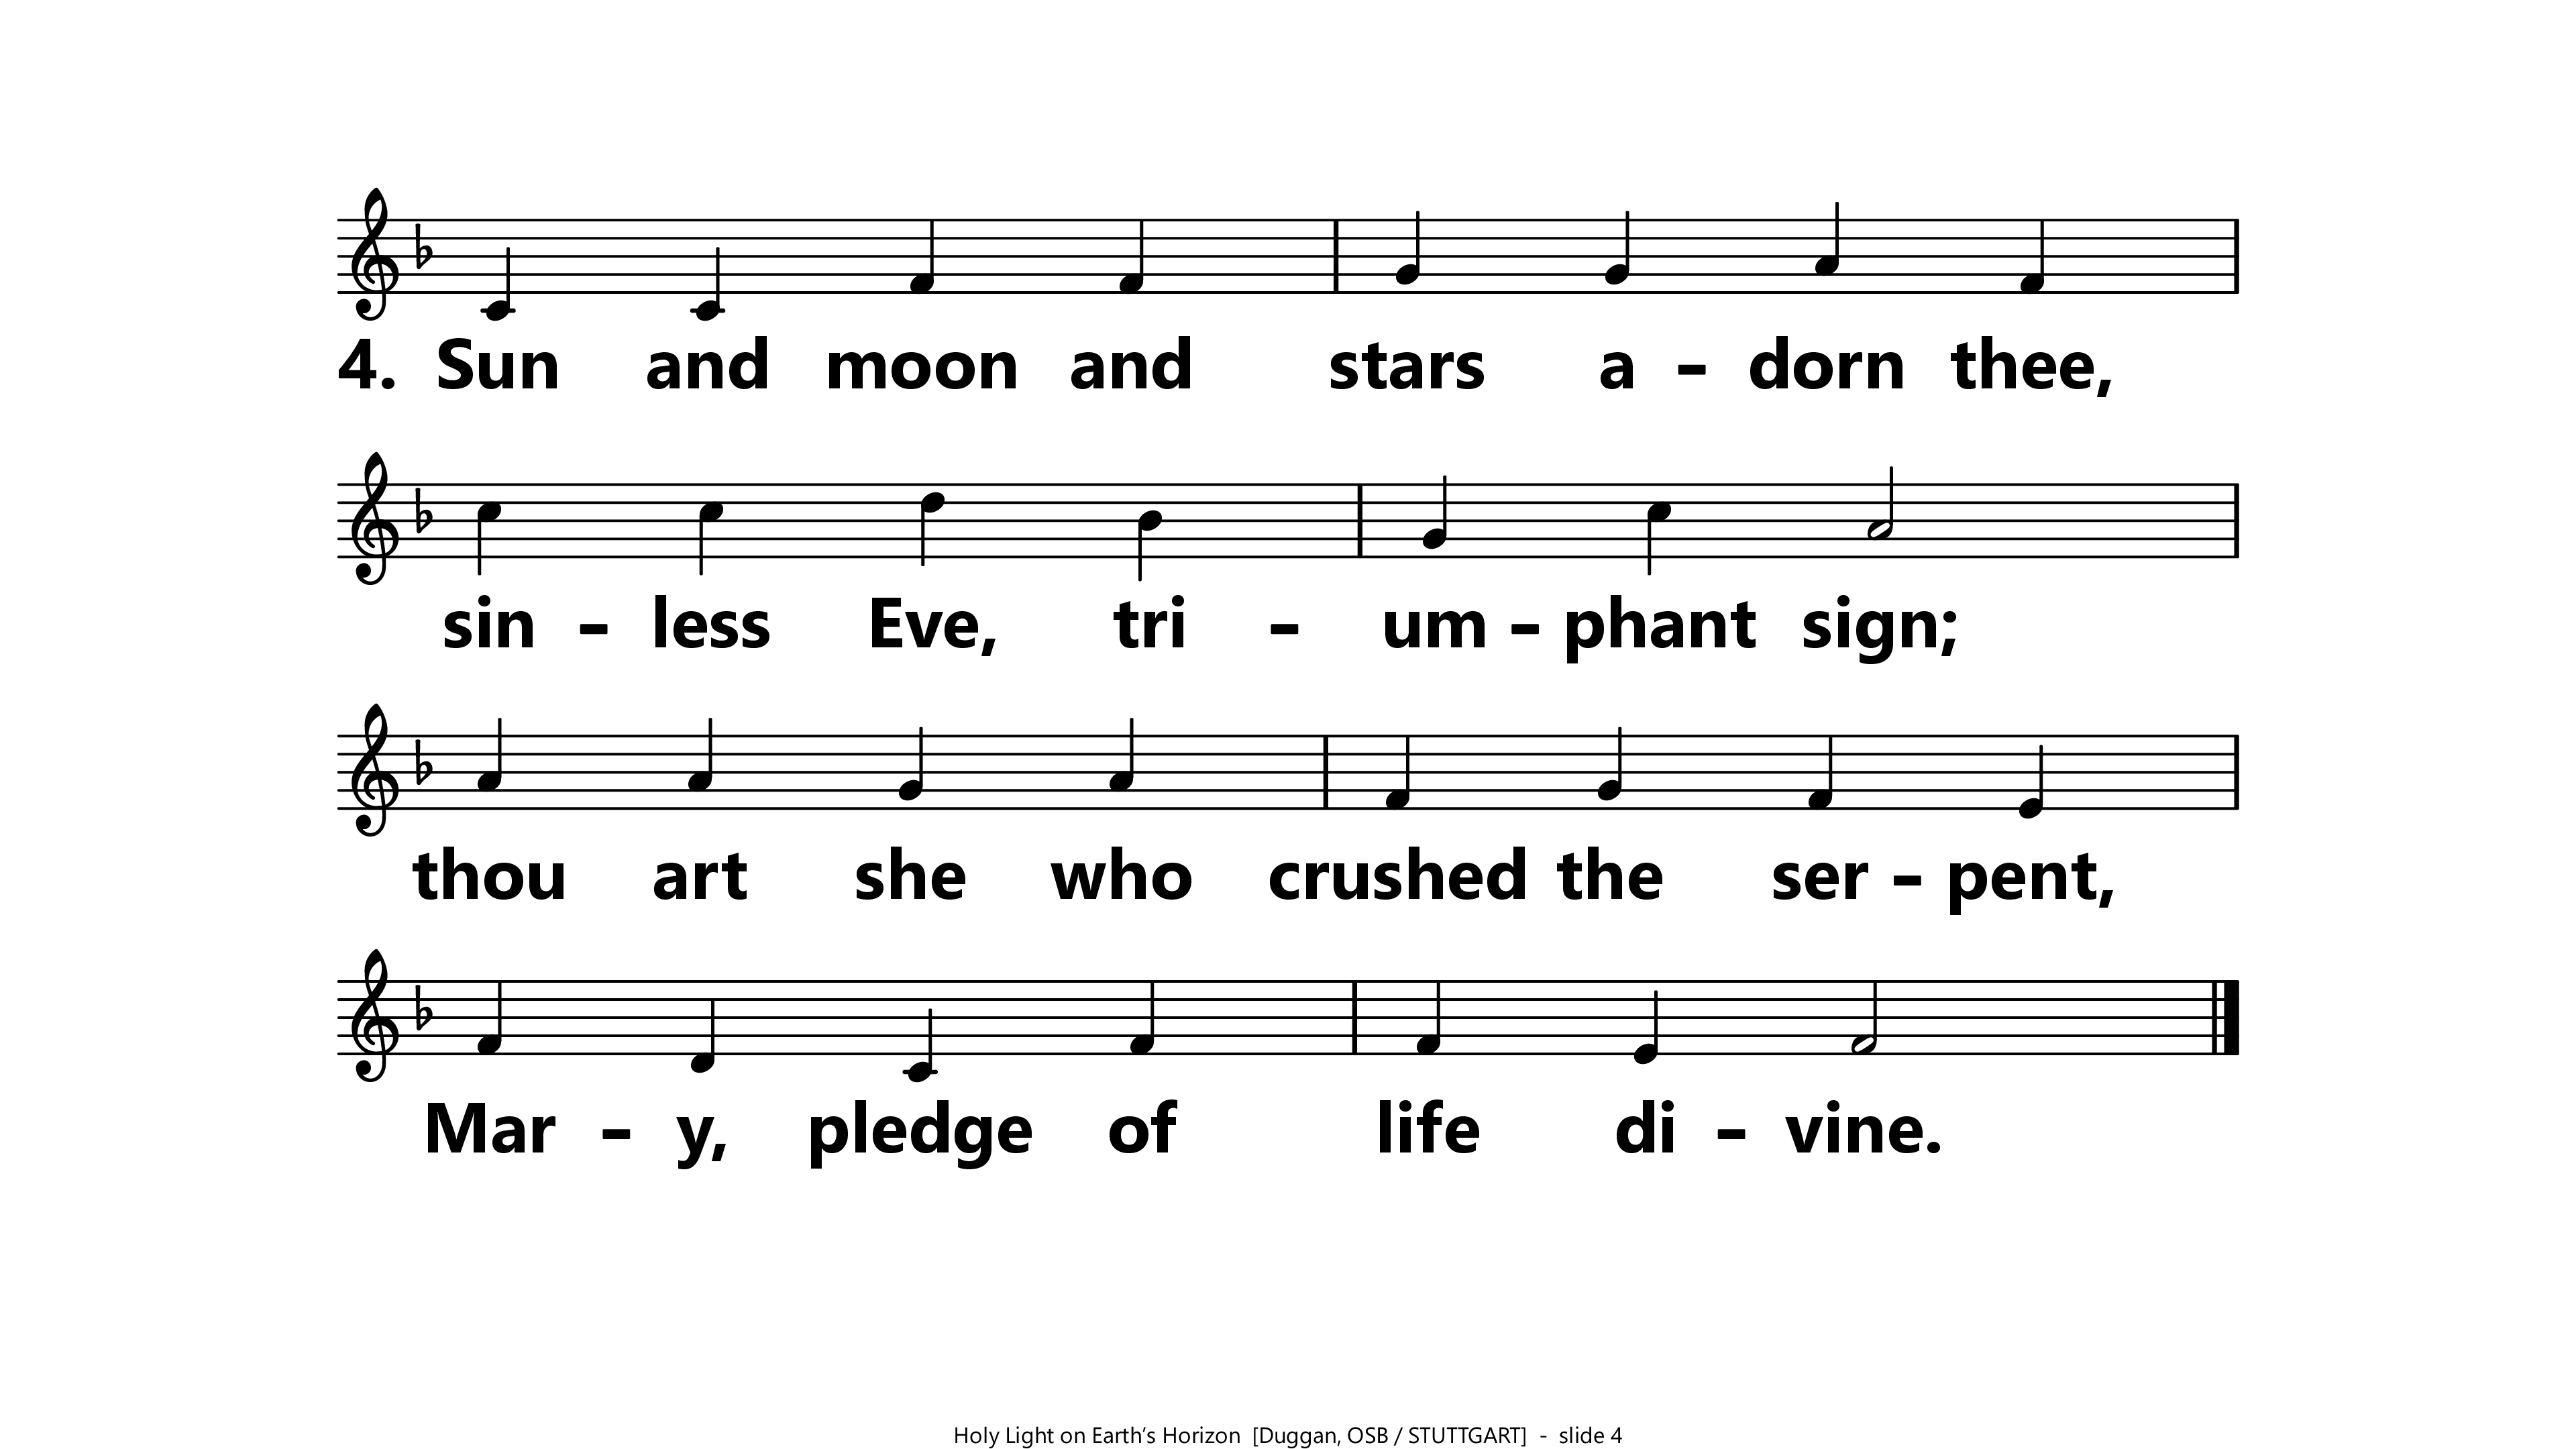 4. Sun and moon and stars a - dorn thee,
sin - less Eve, tri - um - phant sign;
thou art she who crushed the ser - pent,
Mar - y, pledge of life di - vine.
Holy Light on Earth’s Horizon [Duggan, OSB / STUTTGART] - slide 4